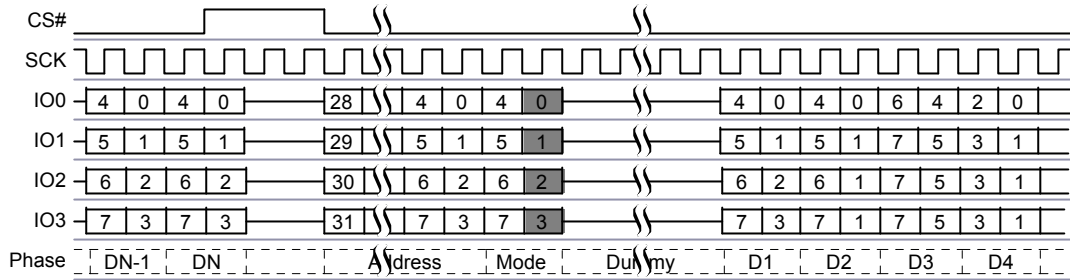 CS#
SCK
IO0 4 0 4 0 28 4 0 4 0 4 0 4 0 6 4 2 0
IO1 5 1 5 1 29 5 1 5 1 5 1 5 1 7 5 3 1
IO2 6 2 6 2 30 6 2 6 2 6 2 6 1 7 5 3 1
IO3 7 3 7 3 31 7 3 7 3 7 3 7 1 7 5 3 1
Phase DN-1 DN Address Mode Dummy D1 D2 D3 D4